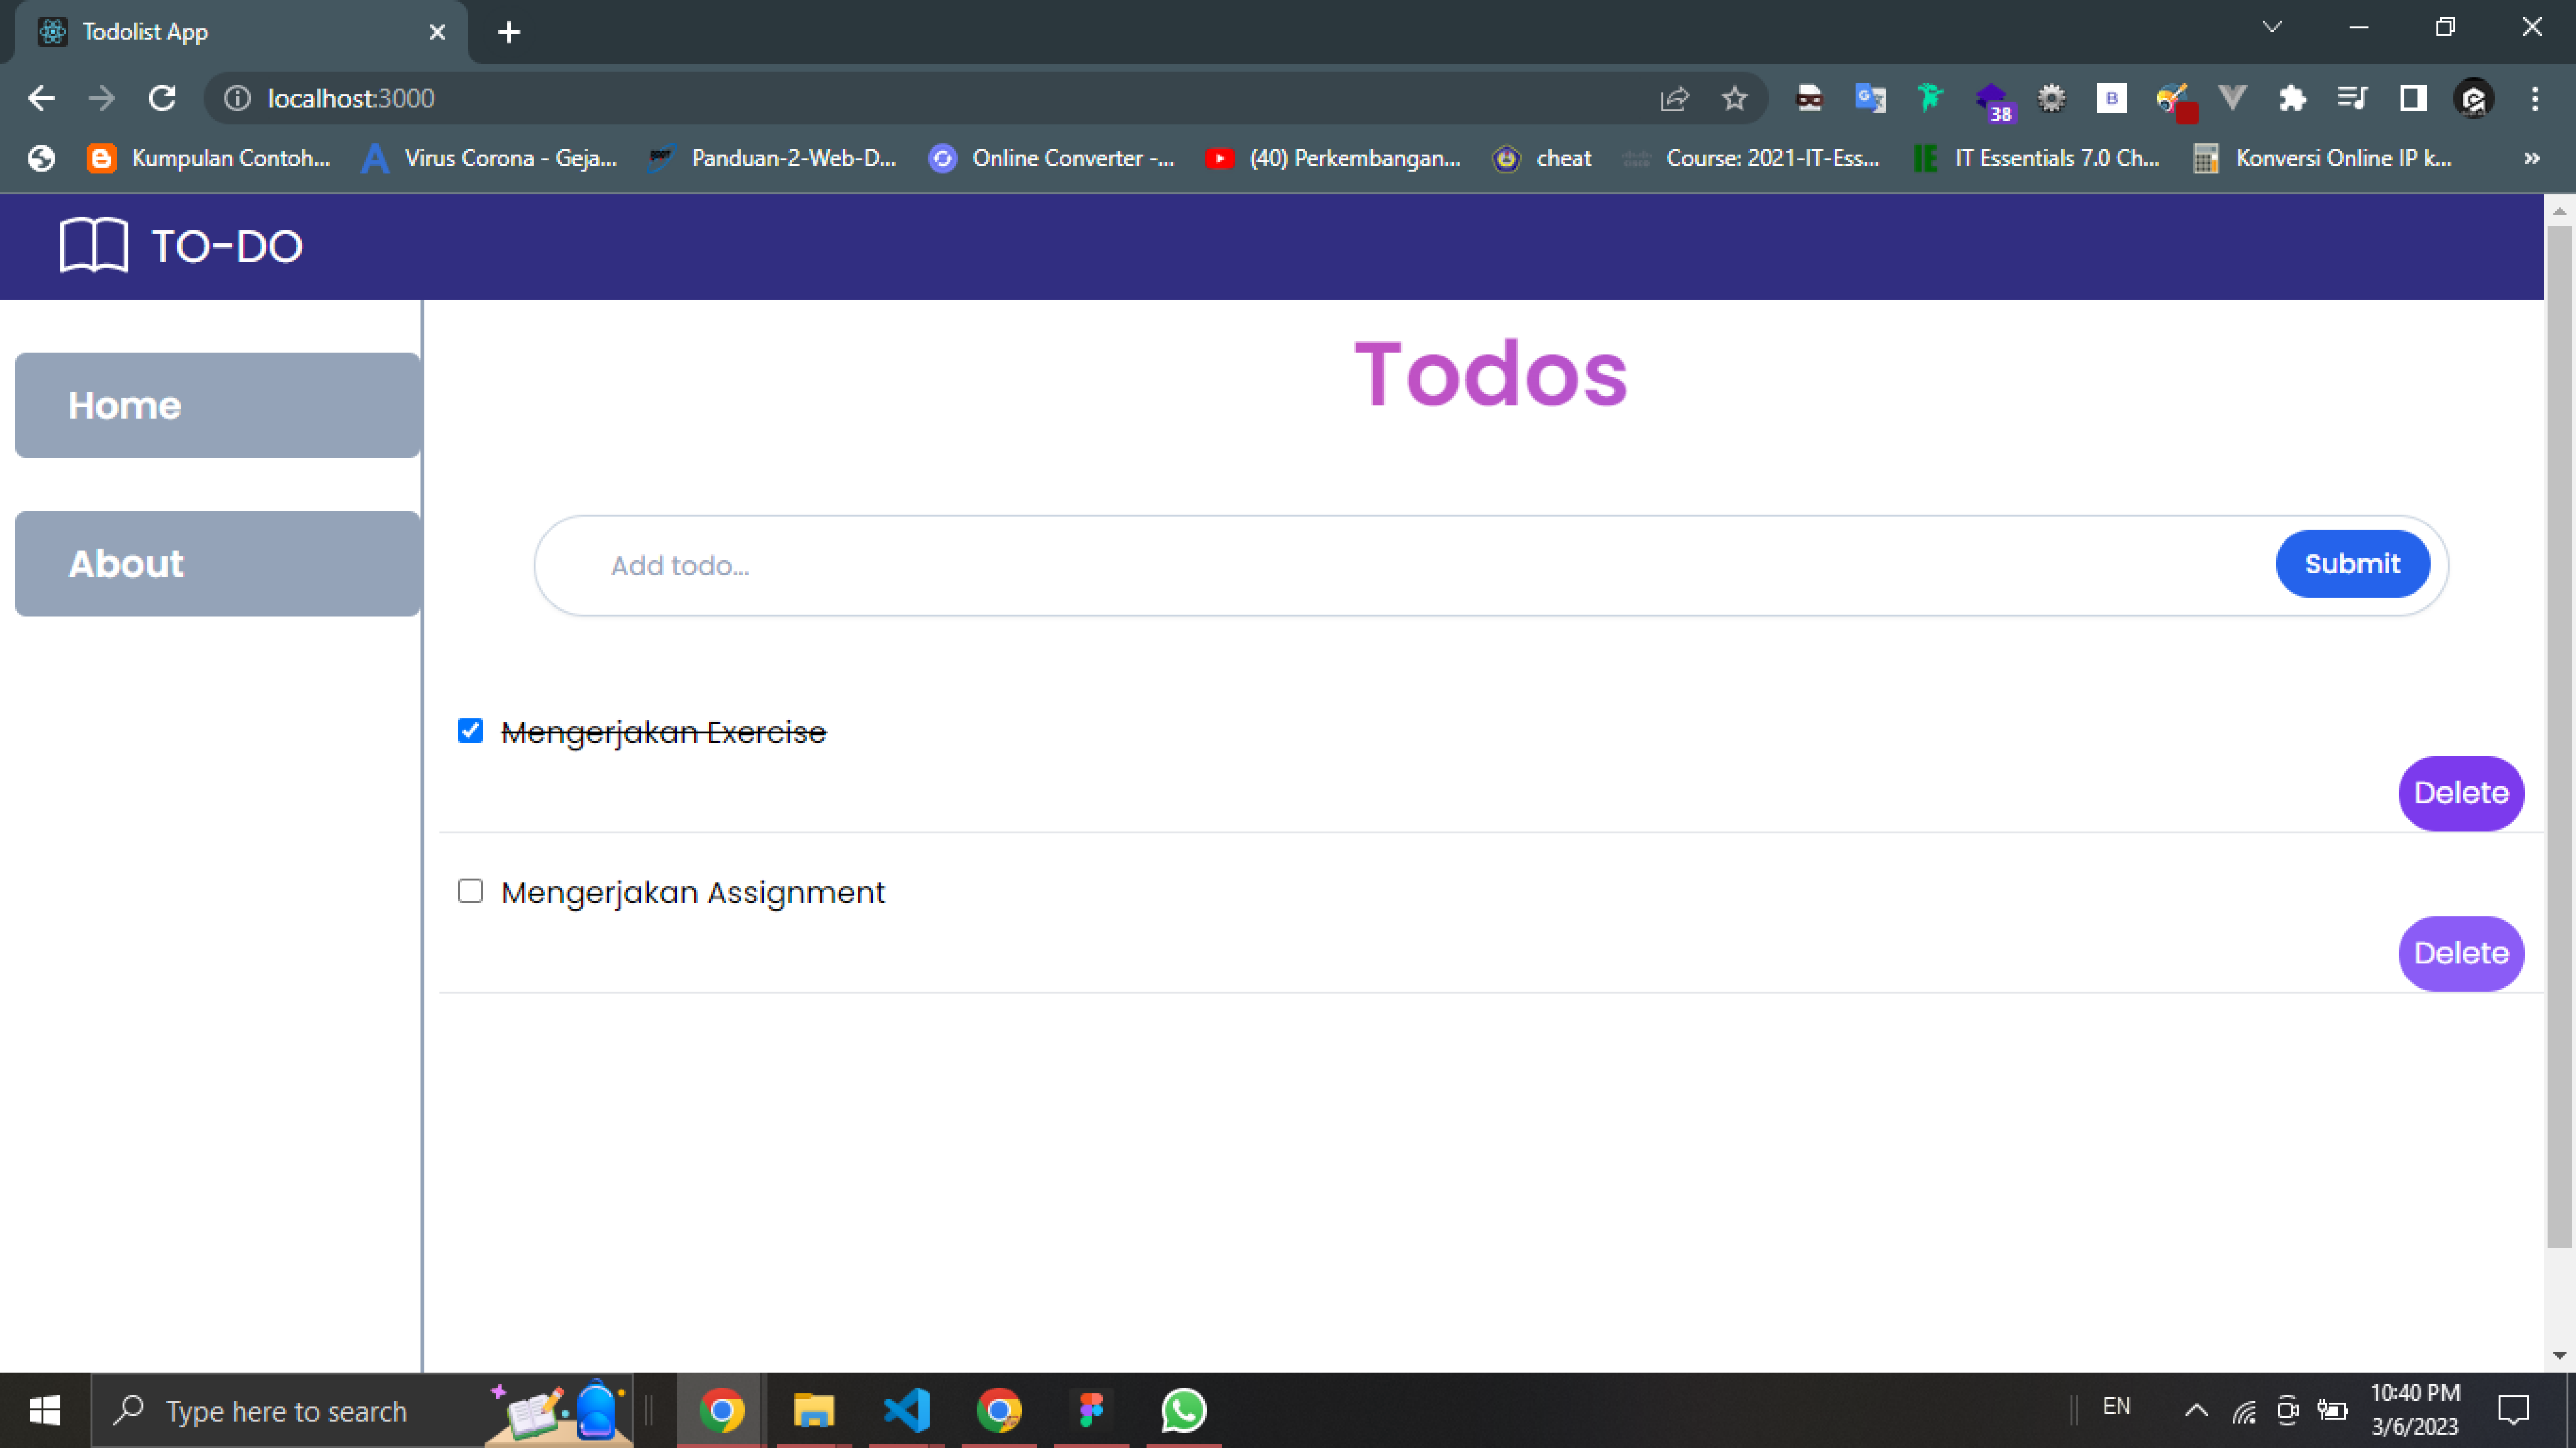 Todolist App
localhost:3000
38
B
Kumpulan Contoh...
Virus Corona - Geja...
Panduan-2-Web-D...
Online Converter -...
(40) Perkembangan...
cheat
Course: 2021-IT-Ess...
IT Essentials 7.0 Ch...
Konversi Online IP k...
TO-DO
Home
About
Todos
Add todo...
Submit
Mengerjakan Exercise
Delete
Mengerjakan Assignment
Delete
Type here to search
EN
10:40 PM
3/6/2023